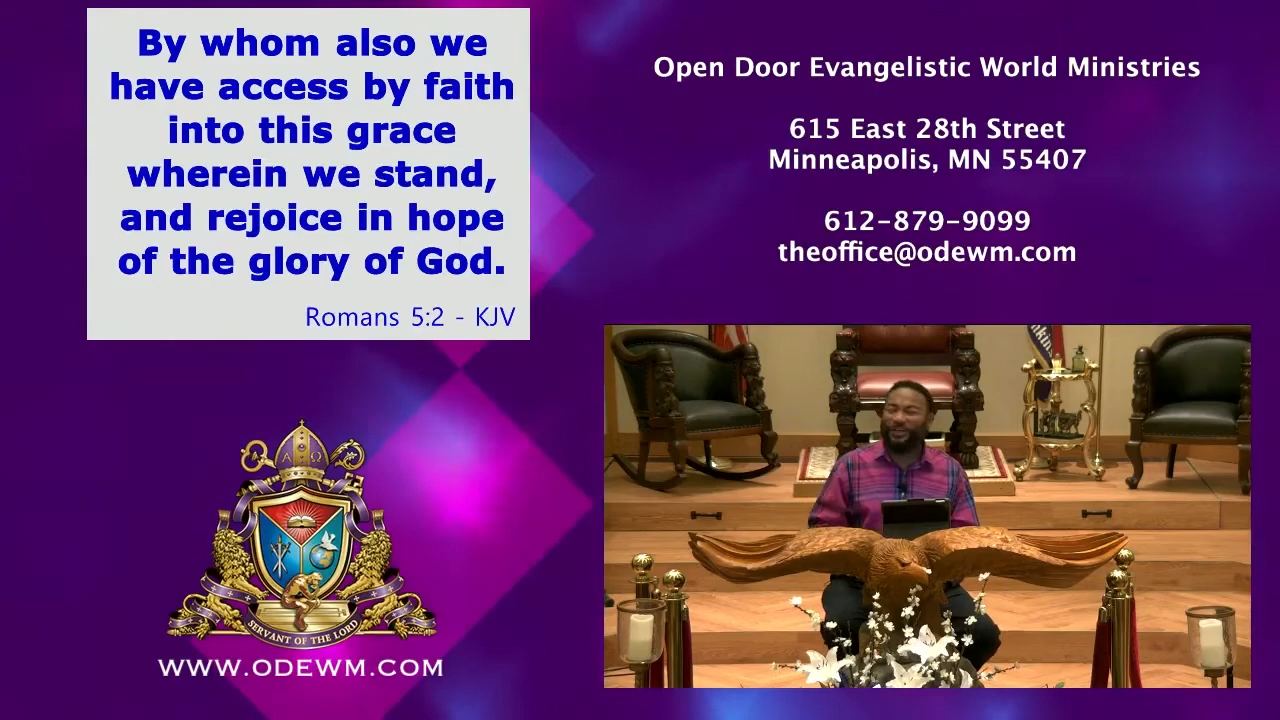 By whom also we
have access by faith
into this grace
wherein we stand,
and rejoice in hope
of the glory of God.
Romans 5:2 - KJV
Open Door Evangelistic World Ministries
615 East 28th Street
Minneapolis, MN 55407
612-879-9099
theoffice@odewm.com
Α Ω
SERVANT OF THE LORD
WWW.ODEWM.COM